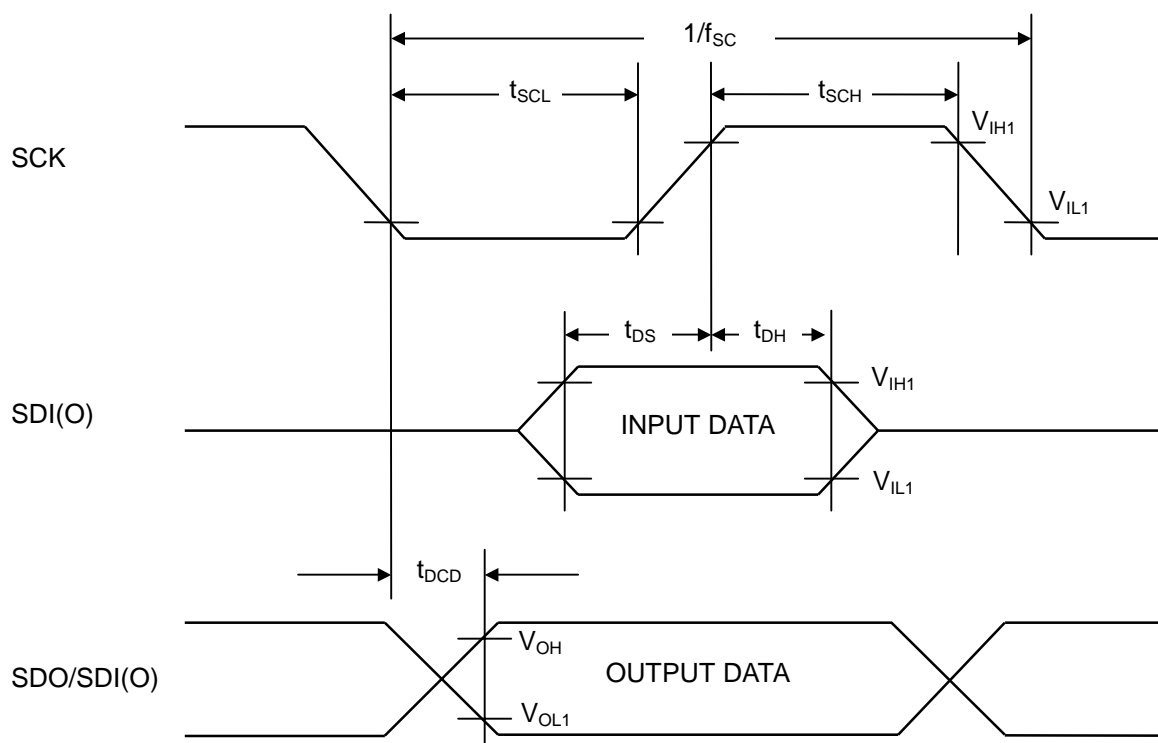 1/fSC
tSCL
tSCH
SCK
VIH1
VIL1
tDS
tDH
SDI(O)
VIH1
INPUT DATA
VIL1
tDCD
VOH
SDO/SDI(O)
OUTPUT DATA
VOL1